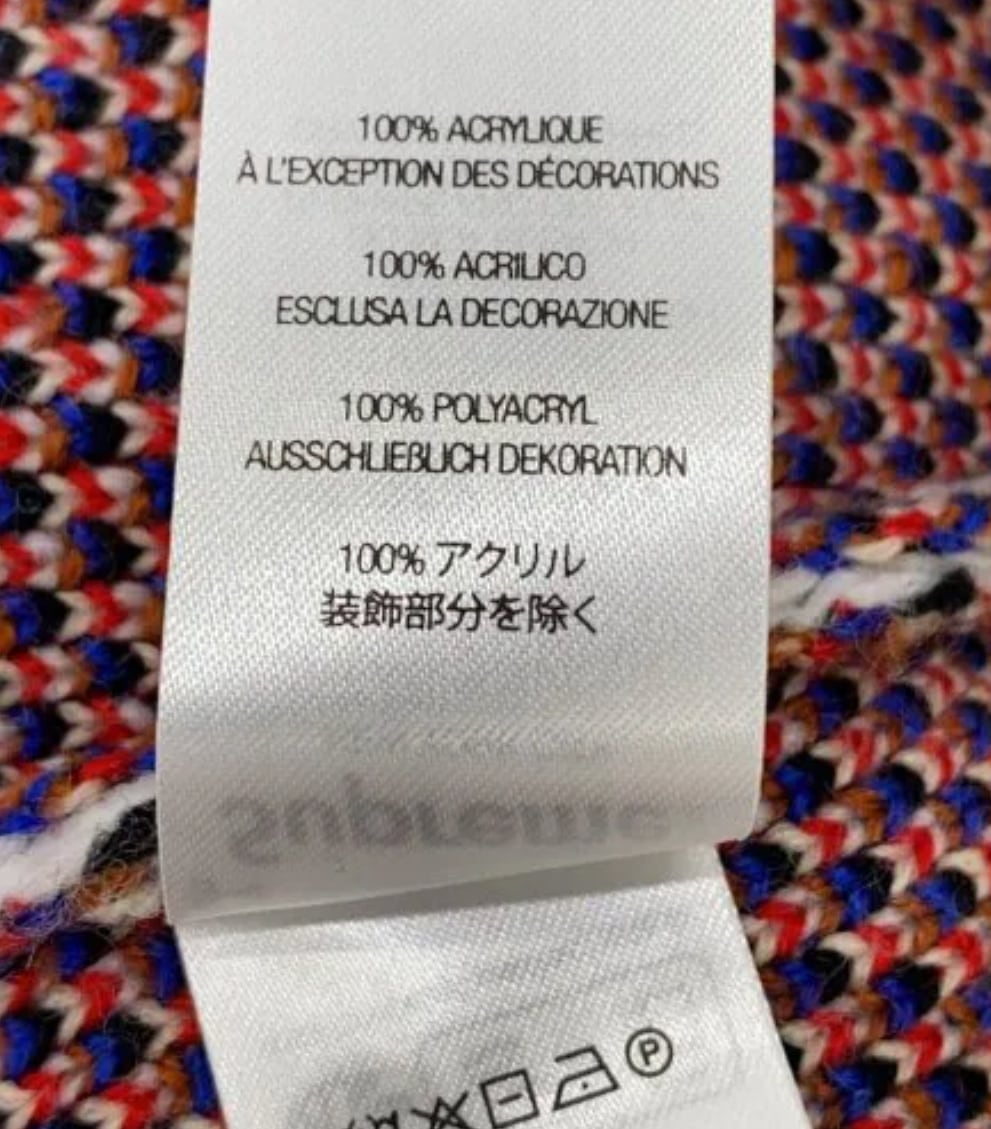 100% ACRYLIQUE
À L'EXCEPTION DES DÉCORATIONS
100% ACRILICO
ESCLUSA LA DECORAZIONE
100% POLYACRYL
AUSSCHLIEßLICH DEKORATION
100% アクリル
装飾部分を除く
Supreme
P